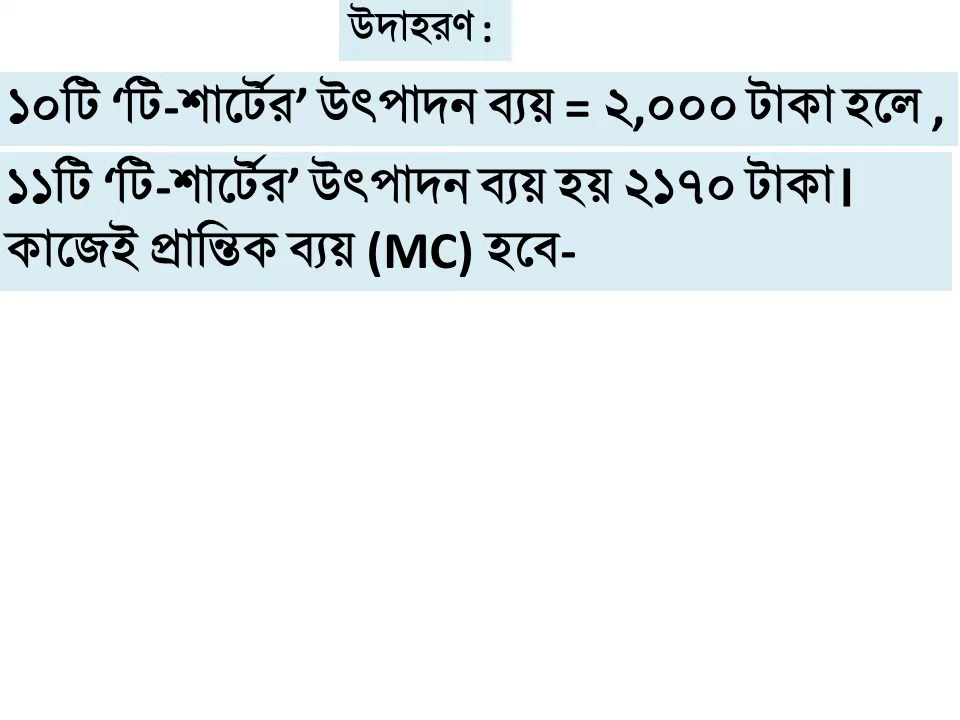 উদাহরণ :
১০টি ‘টি-শার্টের’ উৎপাদন ব্যয় = ২,০০০ টাকা হলে ,
১১টি ‘টি-শার্টের’ উৎপাদন ব্যয় হয় ২১৭০ টাকা।
কাজেই প্রান্তিক ব্যয় (MC) হবে-